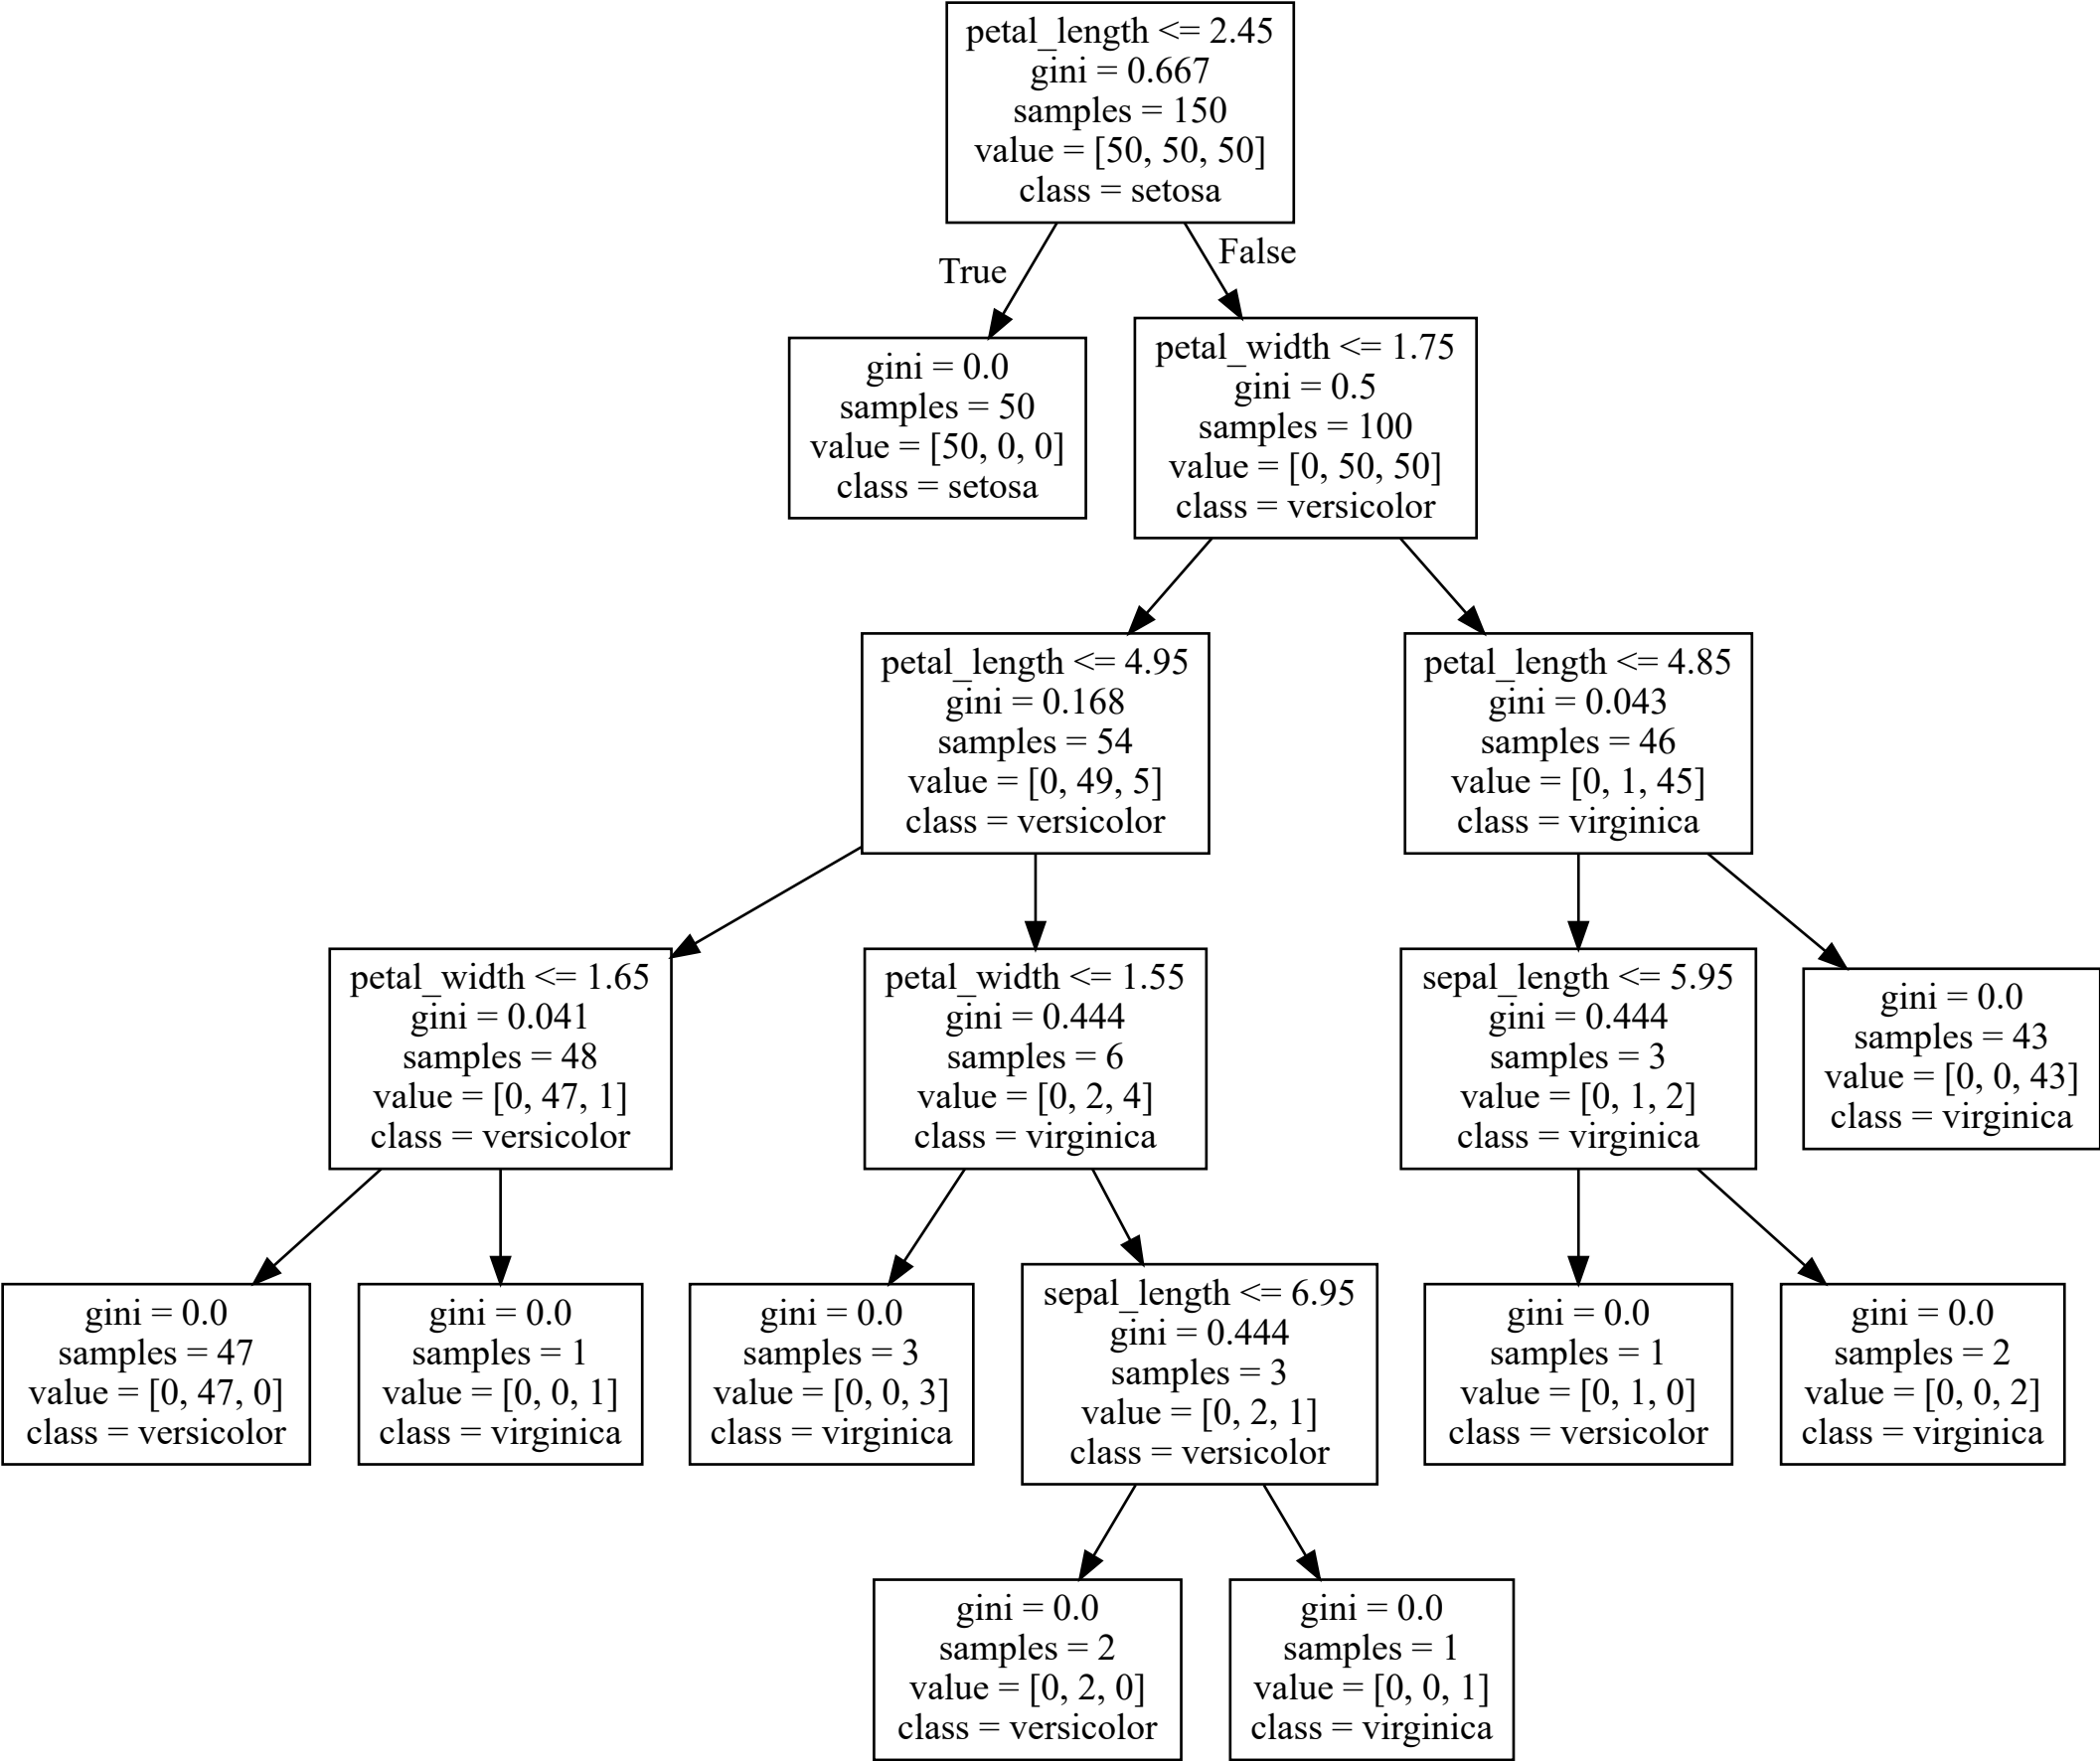 petal_length <= 2.45
gini = 0.667
samples = 150
value = [50, 50, 50]
class = setosa
True
False
gini = 0.0
samples = 50
value = [50, 0, 0]
class = setosa
petal_width <= 1.75
gini = 0.5
samples = 100
value = [0, 50, 50]
class = versicolor
petal_length <= 4.95
gini = 0.168
samples = 54
value = [0, 49, 5]
class = versicolor
petal_length <= 4.85
gini = 0.043
samples = 46
value = [0, 1, 45]
class = virginica
petal_width <= 1.65
gini = 0.041
samples = 48
value = [0, 47, 1]
class = versicolor
petal_width <= 1.55
gini = 0.444
samples = 6
value = [0, 2, 4]
class = virginica
sepal_length <= 5.95
gini = 0.444
samples = 3
value = [0, 1, 2]
class = virginica
gini = 0.0
samples = 43
value = [0, 0, 43]
class = virginica
gini = 0.0
samples = 47
value = [0, 47, 0]
class = versicolor
gini = 0.0
samples = 1
value = [0, 0, 1]
class = virginica
gini = 0.0
samples = 3
value = [0, 0, 3]
class = virginica
sepal_length <= 6.95
gini = 0.444
samples = 3
value = [0, 2, 1]
class = versicolor
gini = 0.0
samples = 1
value = [0, 1, 0]
class = versicolor
gini = 0.0
samples = 2
value = [0, 0, 2]
class = virginica
gini = 0.0
samples = 2
value = [0, 2, 0]
class = versicolor
gini = 0.0
samples = 1
value = [0, 0, 1]
class = virginica